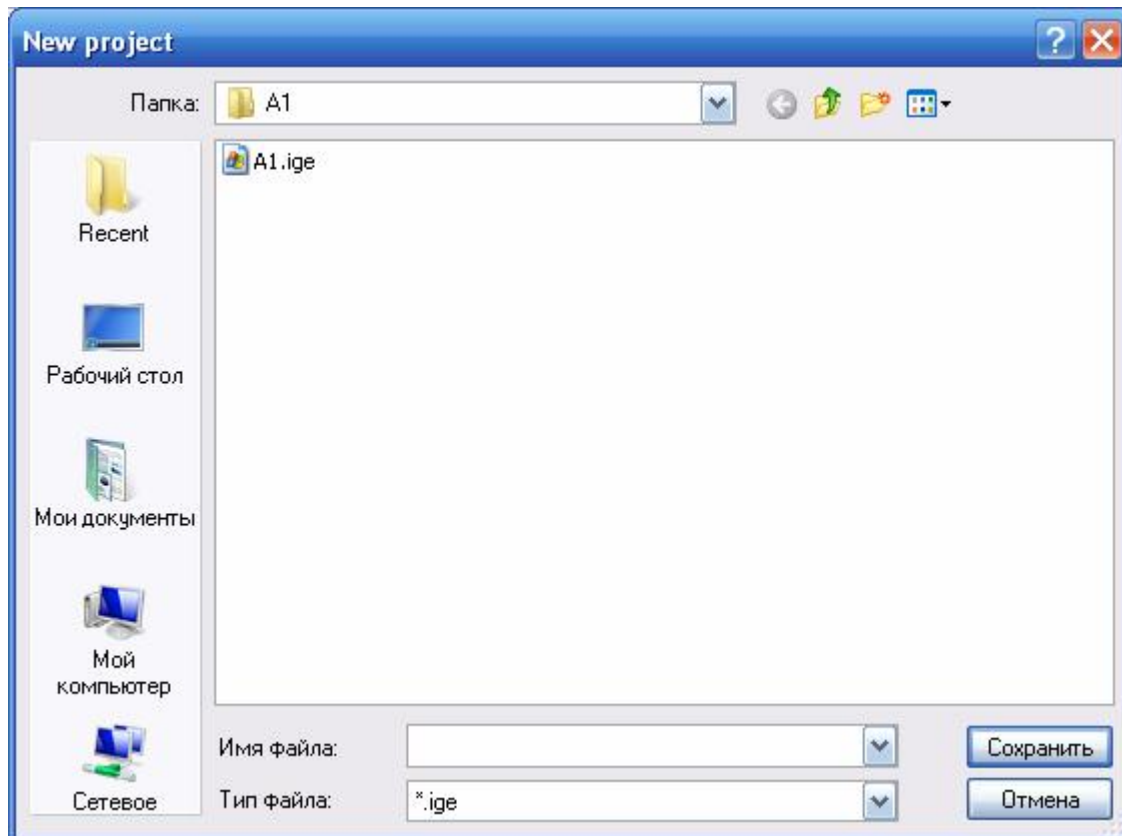 New project
Папка:
A1
A1.ige
Recent
Рабочий стол
Мои документы
Мой
компьютер
Сетевое
Имя файла:
Сохранить
Тип файла:
*.ige
Отмена